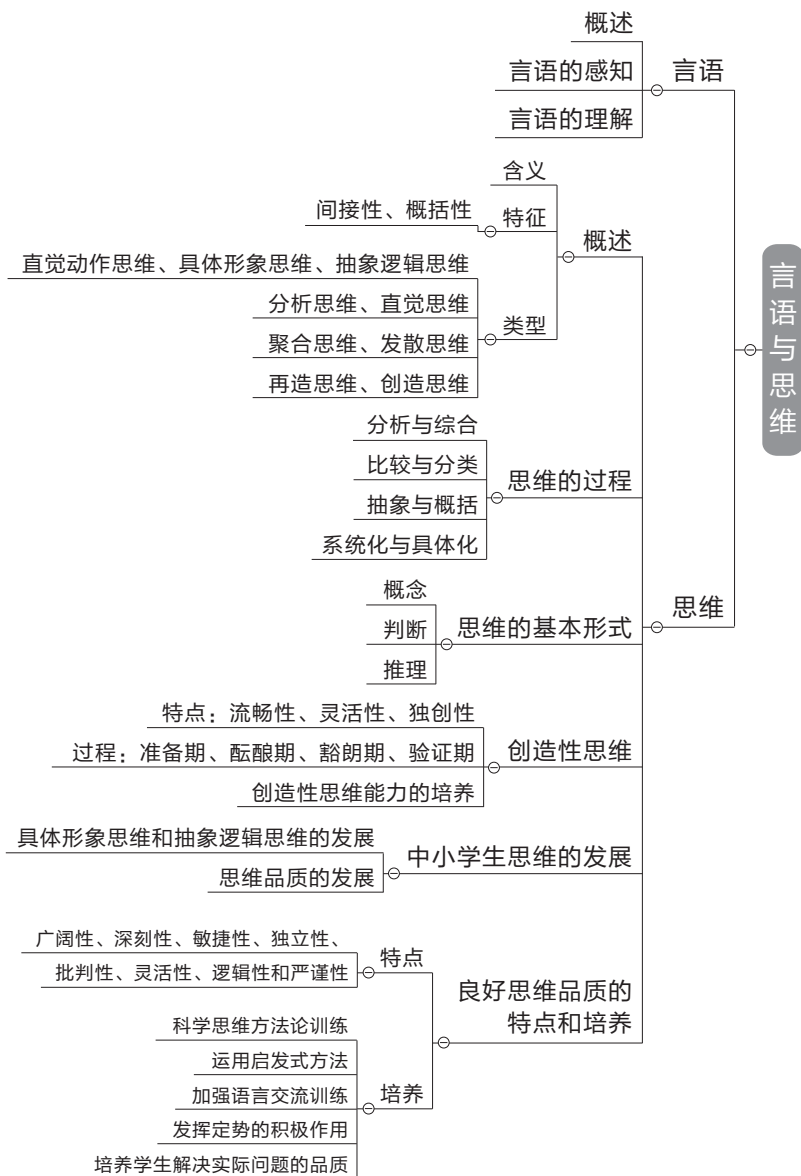 言语与思维
言语
概述
言语的感知
言语的理解
思维
概述
含义
特征
间接性、概括性
类型
直觉动作思维、具体形象思维、抽象逻辑思维
分析思维、直觉思维
聚合思维、发散思维
再造思维、创造思维
思维的过程
分析与综合
比较与分类
抽象与概括
系统化与具体化
思维的基本形式
概念
判断
推理
创造性思维
特点：流畅性、灵活性、独创性
过程：准备期、酝酿期、豁朗期、验证期
创造性思维能力的培养
中小学生思维的发展
具体形象思维和抽象逻辑思维的发展
思维品质的发展
良好思维品质的
特点和培养
特点
广阔性、深刻性、敏捷性、独立性、
批判性、灵活性、逻辑性和严谨性
培养
科学思维方法论训练
运用启发式方法
加强语言交流训练
发挥定势的积极作用
培养学生解决实际问题的品质